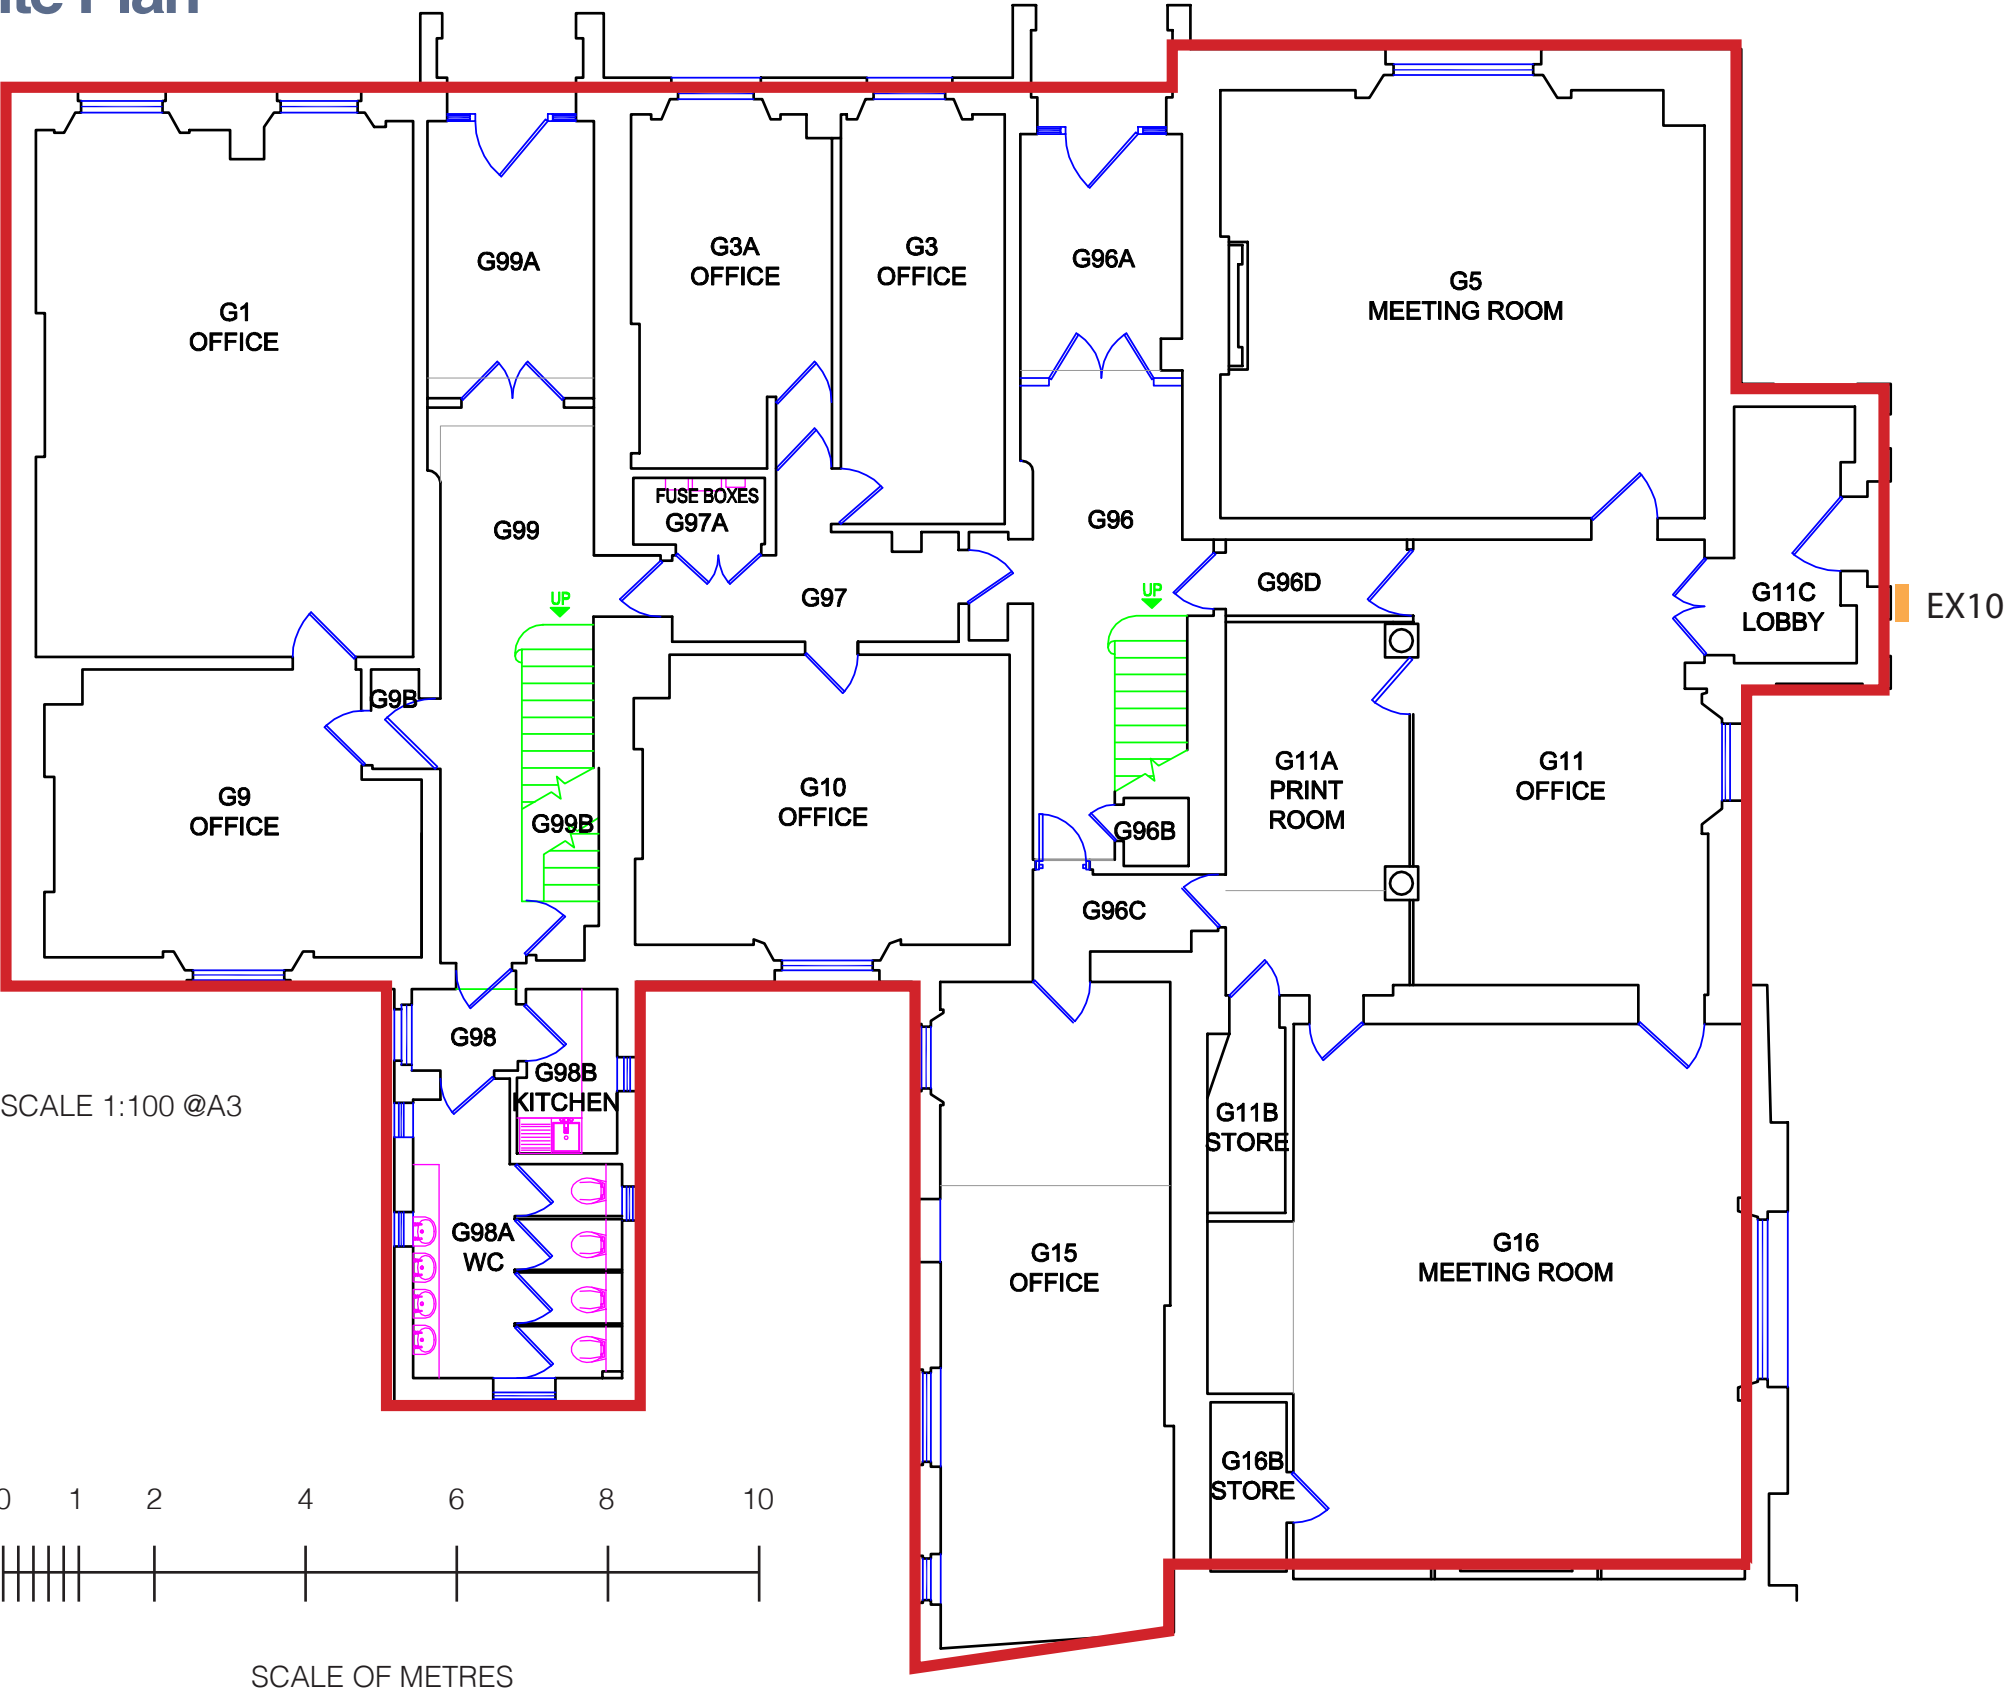 Plan
G99A
G3A
OFFICE
G3
OFFICE
G96A
G5
MEETING ROOM
G1
OFFICE
FUSE BOXES
G97A
G99
G96
G97
G96D
G11C
LOBBY
EX10
UP
UP
G9B
G9
OFFICE
G99B
G10
OFFICE
G96B
G11A
PRINT
ROOM
G11
OFFICE
G96C
G98
G98B
KITCHEN
SCALE 1:100 @A3
G11B
STORE
G98A
WC
G15
OFFICE
G16
MEETING ROOM
G16B
STORE
0 1 2 4 6 8 10
SCALE OF METRES